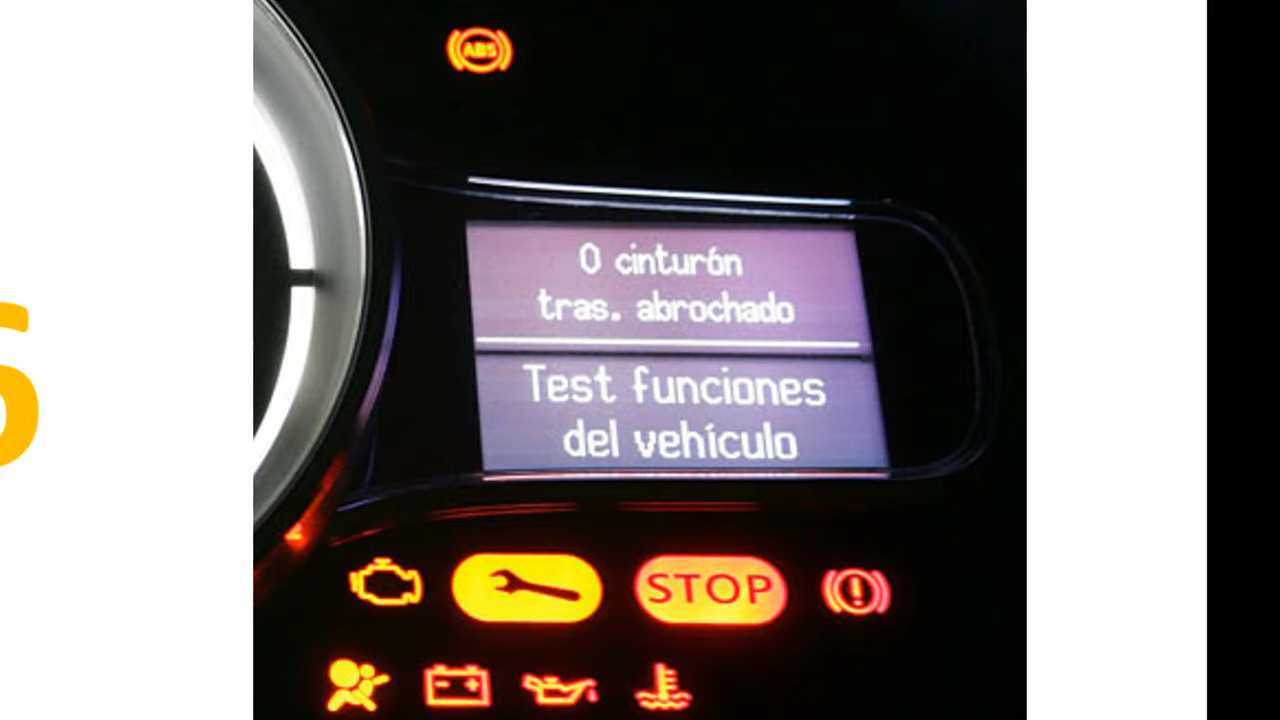 ABS
0 cinturón
tras. abrochado
Test funciones
del vehículo
STOP